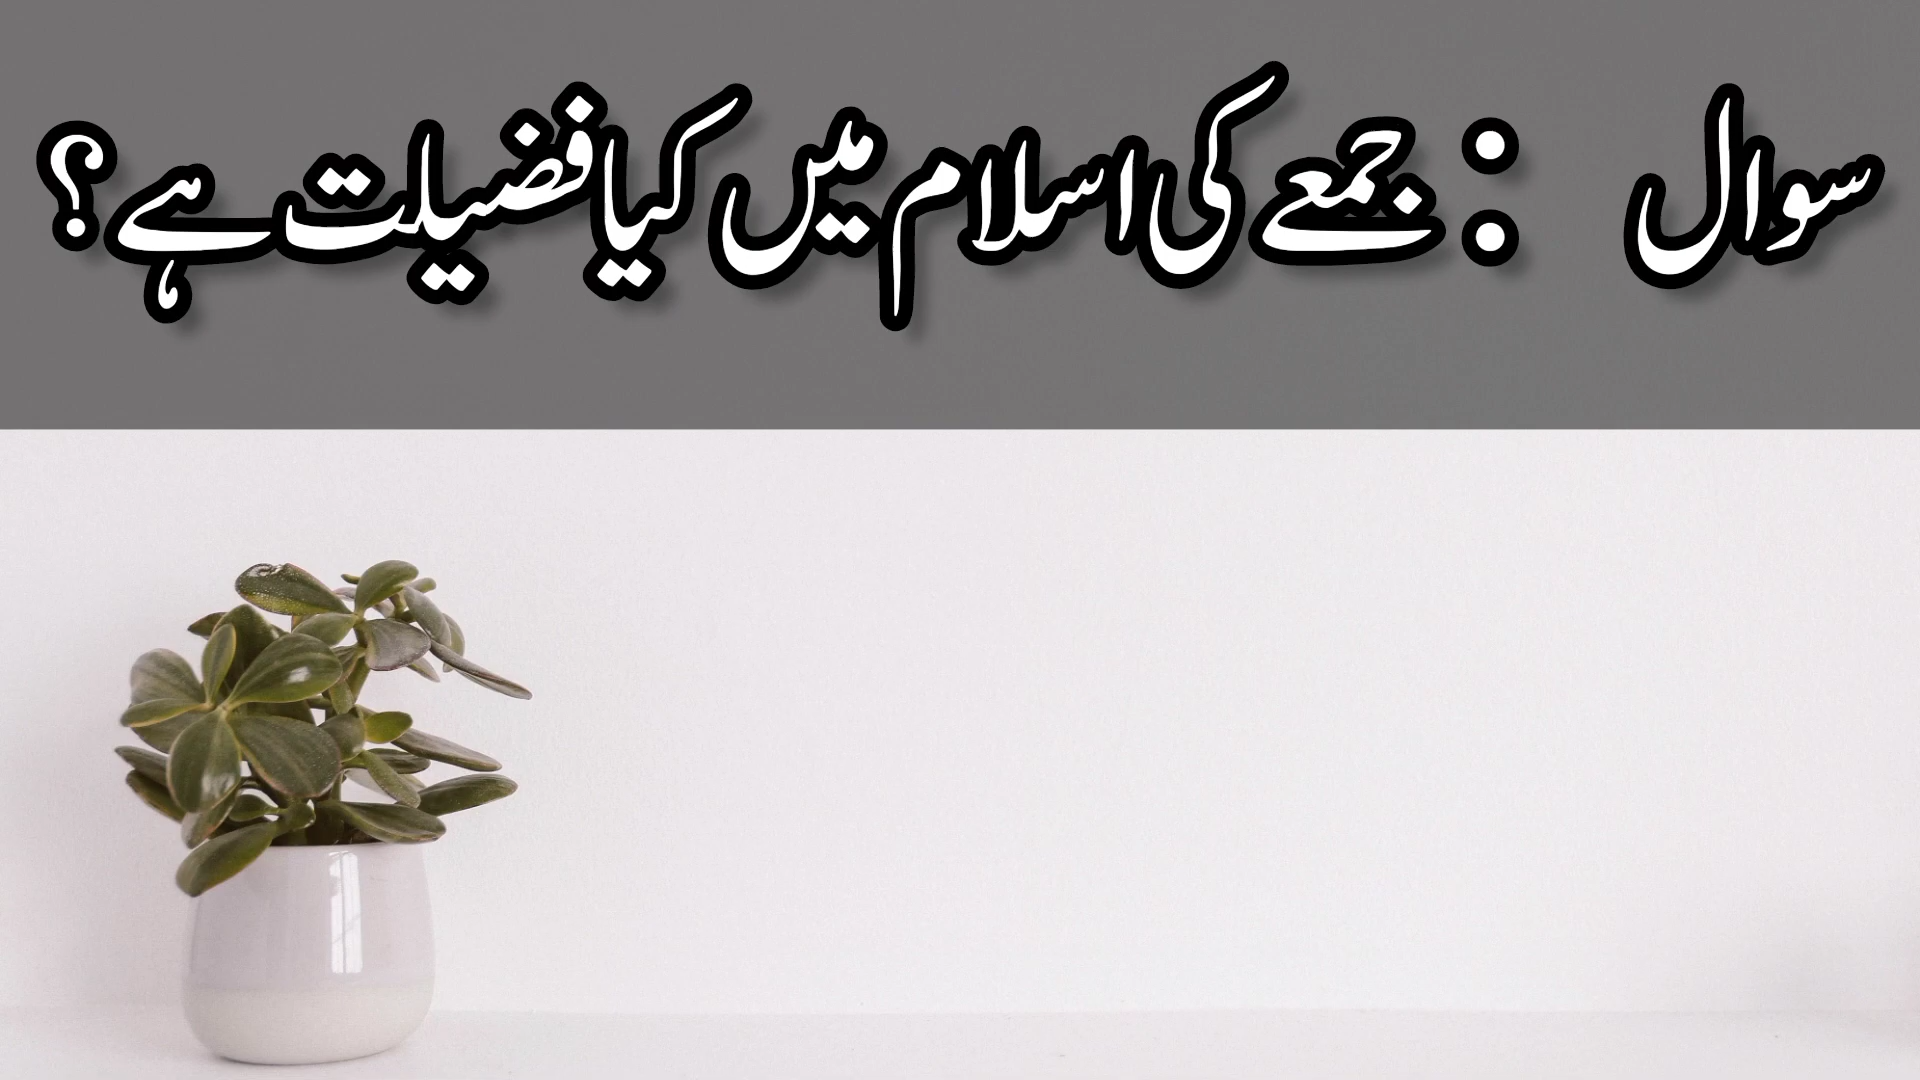 سوال : جمعے کی اسلام میں کیا فضیلت ہے؟